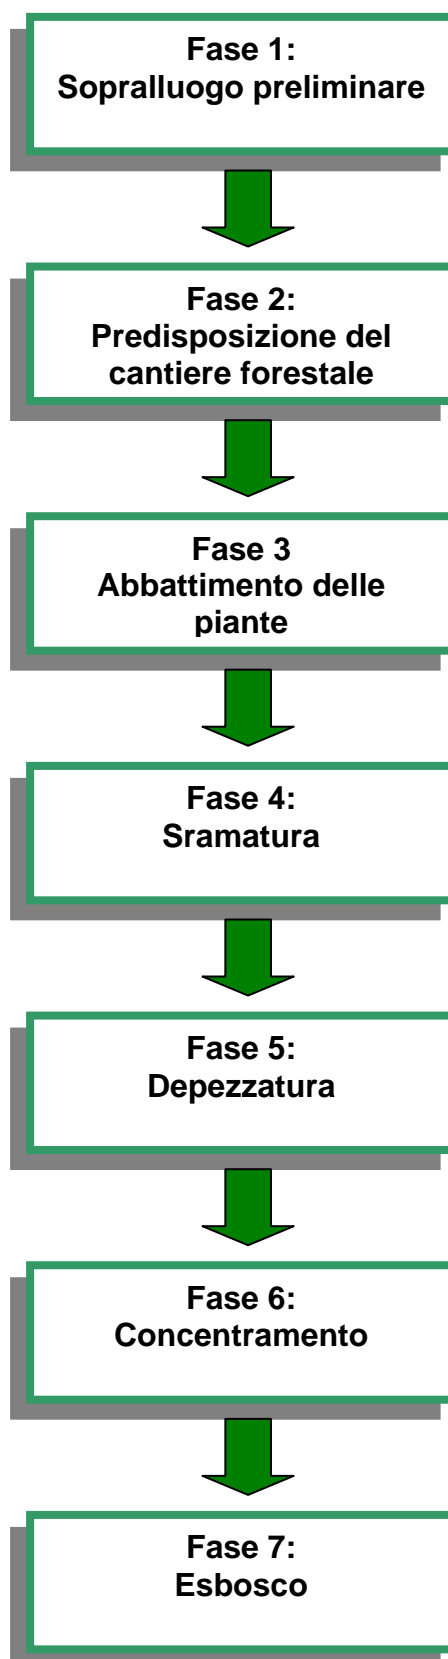 Fase 1:
Sopralluogo preliminare
Fase 2:
Predisposizione del
cantiere forestale
Fase 3
Abbattimento delle
piante
Fase 4:
Sramatura
Fase 5:
Depezzatura
Fase 6:
Concentramento
Fase 7:
Esbosco